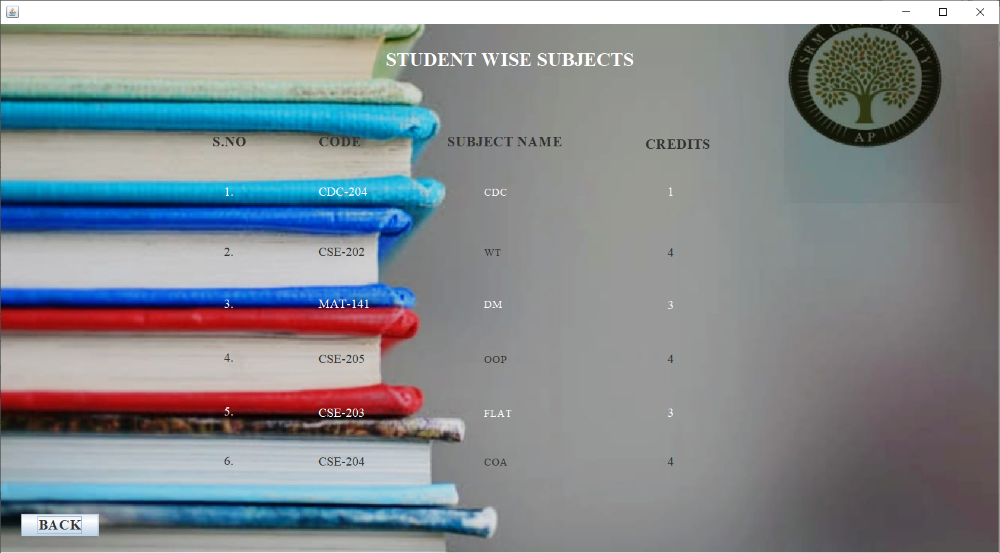 SRM UNIVERSITY
AP
STUDENT WISE SUBJECTS
S.NO CODE SUBJECT NAME CREDITS
1. CDC-204 CDC 1
2. CSE-202 WT 4
3. MAT-141 DM 3
4. CSE-205 OOP 4
5. CSE-203 FLAT 3
6. CSE-204 COA 4
BACK